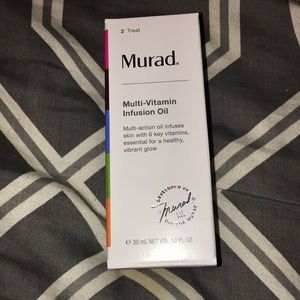 2 Treat
Murad.
Multi-Vitamin
Infusion Oil
Multi-action oil infuses
skin with 6 key vitamins,
essential for a healthy,
vibrant glow
DEVELOPED BY
Murad
℮ 30 mL NET VOL 1.0 FL OZ